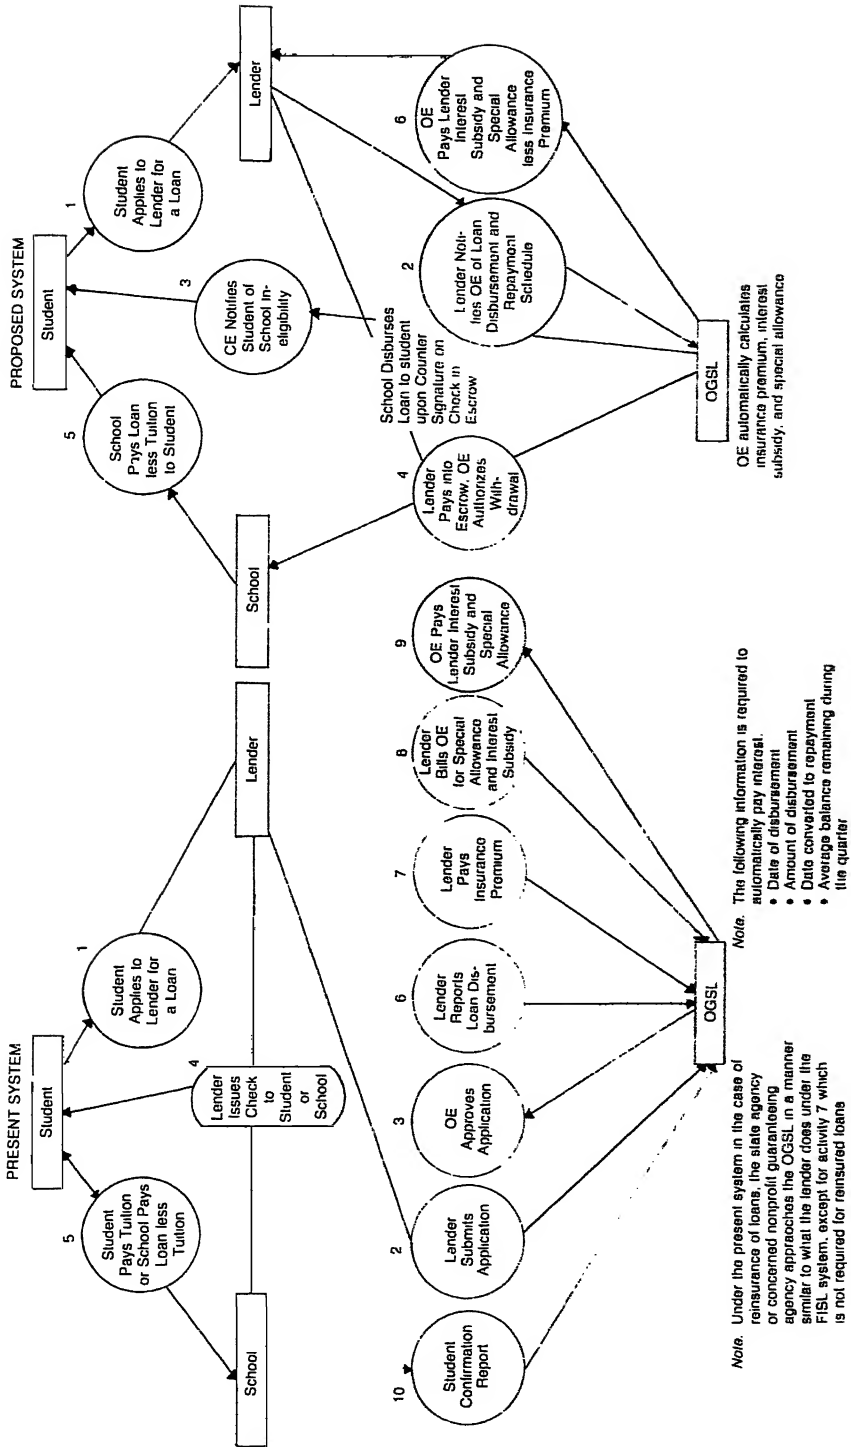 PRESENT SYSTEM
Student
1
Student
Applies to
Lender for
a Loan
5
Student
Pays Tuition
or School Pays
Loan less
Tuition
4
Lender
Issues
Check
to
Student
or
School
School
Lender
10
Student
Confirmation
Report
2
Lander
Submits
Application
3
OE
Approves
Application
6
Lender
Reports
Loan Dis-
bursement
7
Lender
Pays
Insurance
Premium
8
Lender
Bills OE
for Special
Allowance
and Interest
Subsidy
9
OE Pays
Lender Interest
Subsidy and
Special
Allowance
OGSL
Note. Under the present system in the case of
reinsurance of loans, the state agency
or concerned nonprofit guaranteeing
agency appraoches the OGSL in a manner
similar to what the lender does under the
FISL system, except for activity 7 which
is not required for reinsured loans
Note. The following information is required to
automatically pay interest.
• Date of disbursement
• Amount of disbursement
• Date converted to repayment
• Average balance remaining during
the quarter
PROPOSED SYSTEM
Student
5
School
Pays Loan
less Tuition
to Student
3
CE Notifies
Student of
School In-
eligibility
1
Student
Applies to
Lender for
a Loan
School
Lender
School Disburses
Loan to student
upon Counter
Signature on
Check in
Escrow
4
Lender
Pays into
Escrow, OE
Authorizes
With-
drawal
2
Lender Noti-
fies OE of Loan
Disbursement and
Repayment
Schedule
6
OE
Pays Lender
Interest
Subsidy and
Special
Allowance
less Insurance
Premium
OGSL
OE automatically calculates
insurance premium, interest
subsidy, and special allowance